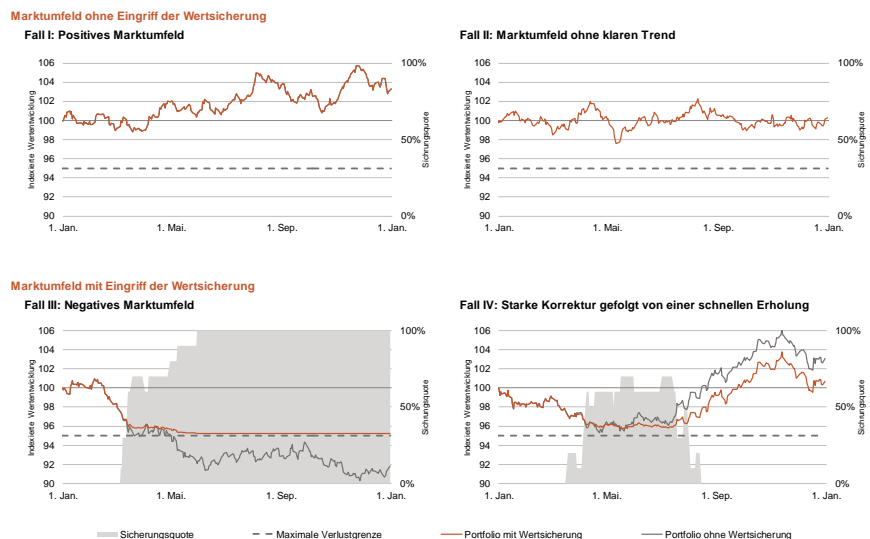 Marktumfeld ohne Eingriff der Wertsicherung
Fall I: Positives Marktumfeld
Indexierte Wertentwicklung
106
104
102
100
98
96
94
92
90
100%
50%
0%
Sichrungsquote
1. Jan.
1. Mai.
1. Sep.
1. Jan.
Fall II: Marktumfeld ohne klaren Trend
Indexierte Wertentwicklung
106
104
102
100
98
96
94
92
90
100%
50%
0%
Sichrungsquote
1. Jan.
1. Mai.
1. Sep.
1. Jan.
Marktumfeld mit Eingriff der Wertsicherung
Fall III: Negatives Marktumfeld
Indexierte Wertentwicklung
106
104
102
100
98
96
94
92
90
100%
50%
0%
Sichrungsquote
1. Jan.
1. Mai.
1. Sep.
1. Jan.
Fall IV: Starke Korrektur gefolgt von einer schnellen Erholung
Indexierte Wertentwicklung
106
104
102
100
98
96
94
92
90
100%
50%
0%
Sichrungsquote
1. Jan.
1. Mai.
1. Sep.
1. Jan.
Sicherungsquote
Maximale Verlustgrenze
Portfolio mit Wertsicherung
Portfolio ohne Wertsicherung